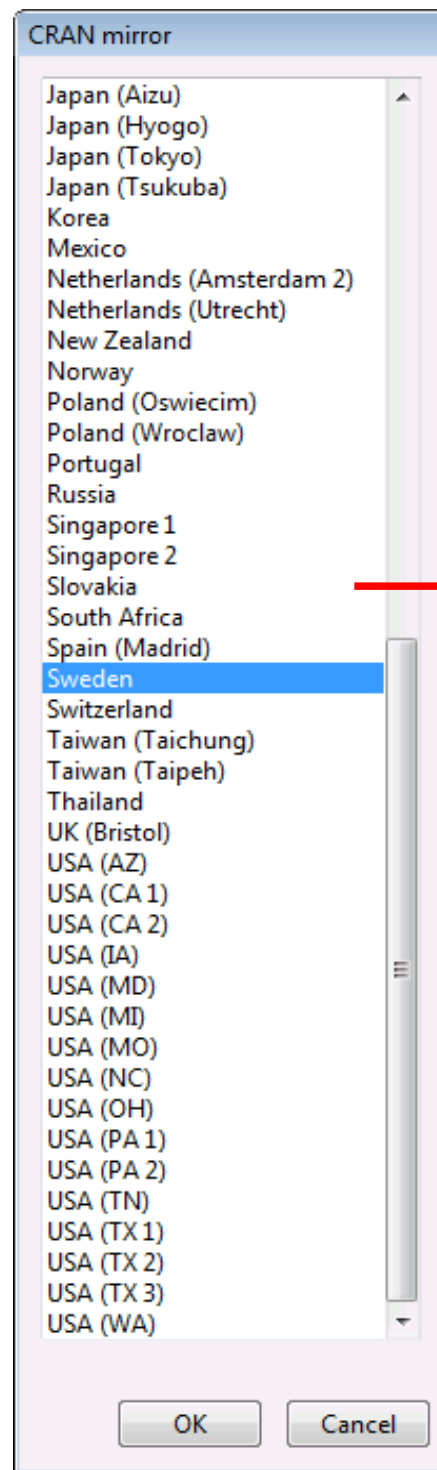 CRAN mirror
Japan (Aizu)
Japan (Hyogo)
Japan (Tokyo)
Japan (Tsukuba)
Korea
Mexico
Netherlands (Amsterdam 2)
Netherlands (Utrecht)
New Zealand
Norway
Poland (Oswiecim)
Poland (Wroclaw)
Portugal
Russia
Singapore 1
Singapore 2
Slovakia
South Africa
Spain (Madrid)
Sweden
Switzerland
Taiwan (Taichung)
Taiwan (Taipeh)
Thailand
UK (Bristol)
USA (AZ)
USA (CA 1)
USA (CA 2)
USA (IA)
USA (MD)
USA (MI)
USA (MO)
USA (NC)
USA (OH)
USA (PA 1)
USA (PA 2)
USA (TN)
USA (TX 1)
USA (TX 2)
USA (TX 3)
USA (WA)
OK Cancel